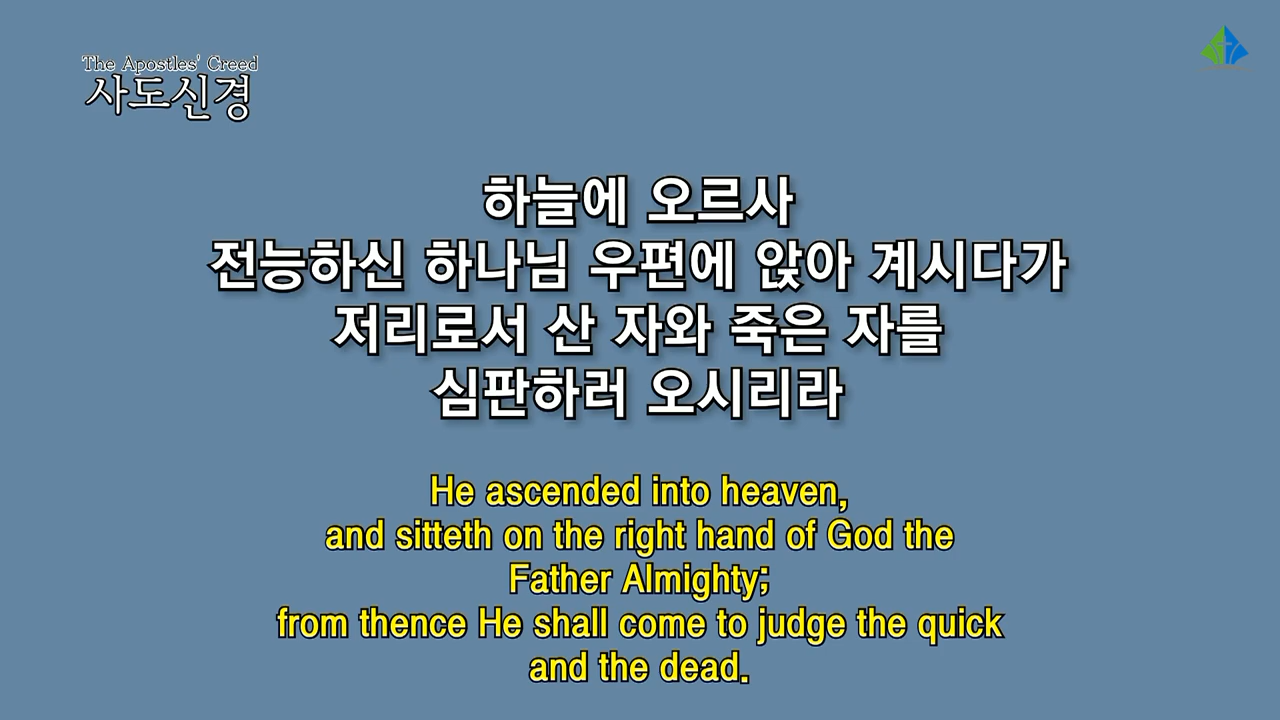 The Apostles' Creed
사도신경
하늘에 오르사
전능하신 하나님 우편에 앉아 계시다가
저리로서 산 자와 죽은 자를
심판하러 오시리라
He ascended into heaven,
and sitteth on the right hand of God the
Father Almighty;
from thence He shall come to judge the quick
and the dead.